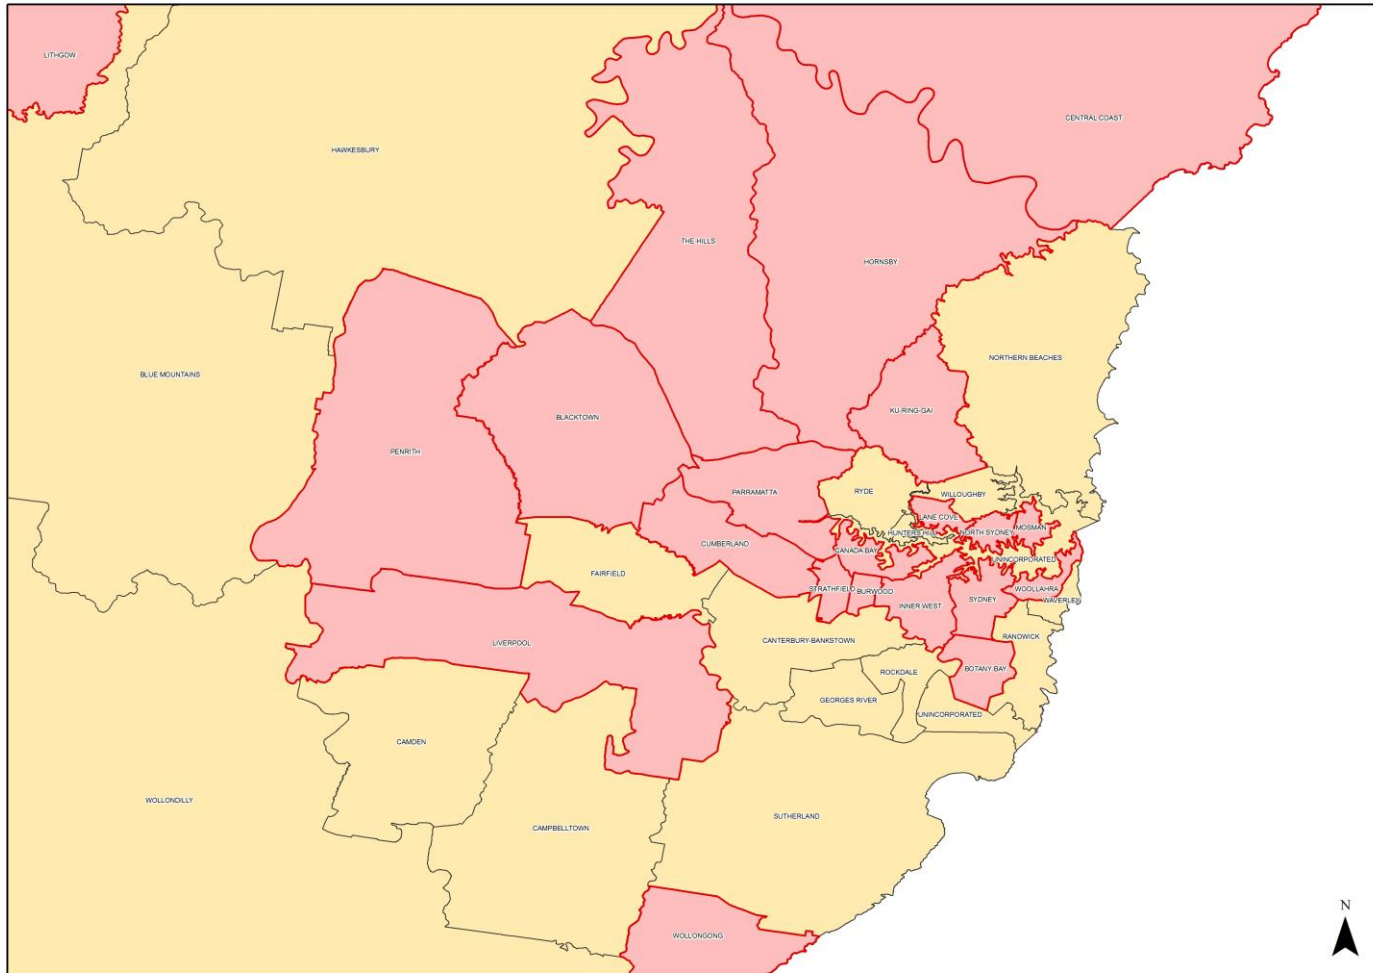 LITHGOW
CENTRAL COAST
HAWKESBURY
THE HILLS
HORNSBY
NORTHERN BEACHES
BLUE MOUNTAINS
KU-RING-GAI
BLACKTOWN
PENRITH
PARRAMATTA
RYDE
WILLOUGHBY
LANE COVE
MOSMAN
HUNTERS HILL
NORTH SYDNEY
CUMBERLAND
CANADA BAY
UNINCORPORATED
FAIRFIELD
STRATHFIELD
BURWOOD
WOOLLAHRA
SYDNEY
WAVERLEY
INNER WEST
RANDWICK
CANTERBURY-BANKSTOWN
LIVERPOOL
BOTANY BAY
ROCKDALE
GEORGES RIVER
UNINCORPORATED
CAMDEN
WOLLONDILLY
SUTHERLAND
CAMPBELLTOWN
N
WOLLONGONG